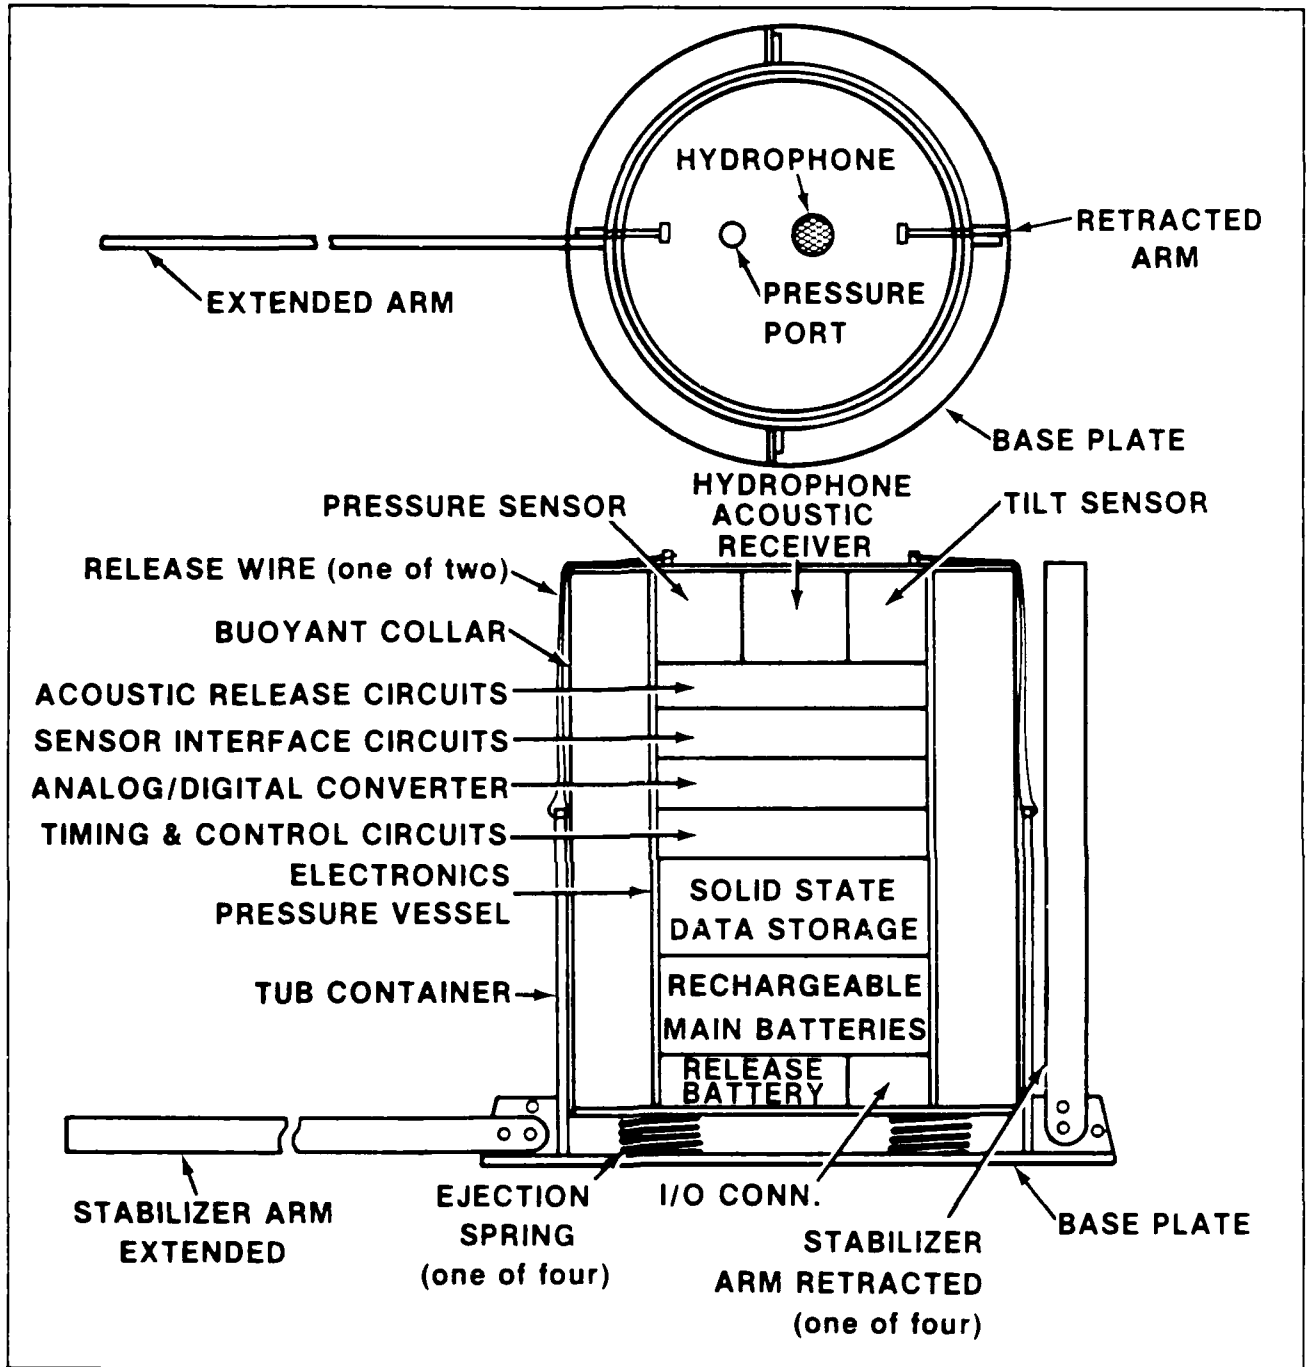 HYDROPHONE
RETRACTED
ARM
EXTENDED ARM
PRESSURE
PORT
BASE PLATE
HYDROPHONE
ACOUSTIC
RECEIVER
PRESSURE SENSOR
TILT SENSOR
RELEASE WIRE (one of two)
BUOYANT COLLAR
ACOUSTIC RELEASE CIRCUITS
SENSOR INTERFACE CIRCUITS
ANALOG/DIGITAL CONVERTER
TIMING & CONTROL CIRCUITS
ELECTRONICS
PRESSURE VESSEL
SOLID STATE
DATA STORAGE
TUB CONTAINER
RECHARGEABLE
MAIN BATTERIES
RELEASE
BATTERY
STABILIZER ARM
EXTENDED
EJECTION
SPRING
(one of four)
I/O CONN.
STABILIZER
ARM RETRACTED
(one of four)
BASE PLATE